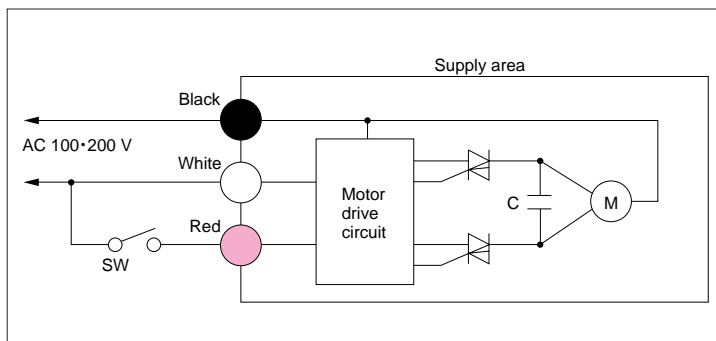 Supply area
Black
AC 100•200 V
White
Red
SW
Motor
drive
circuit
C
M